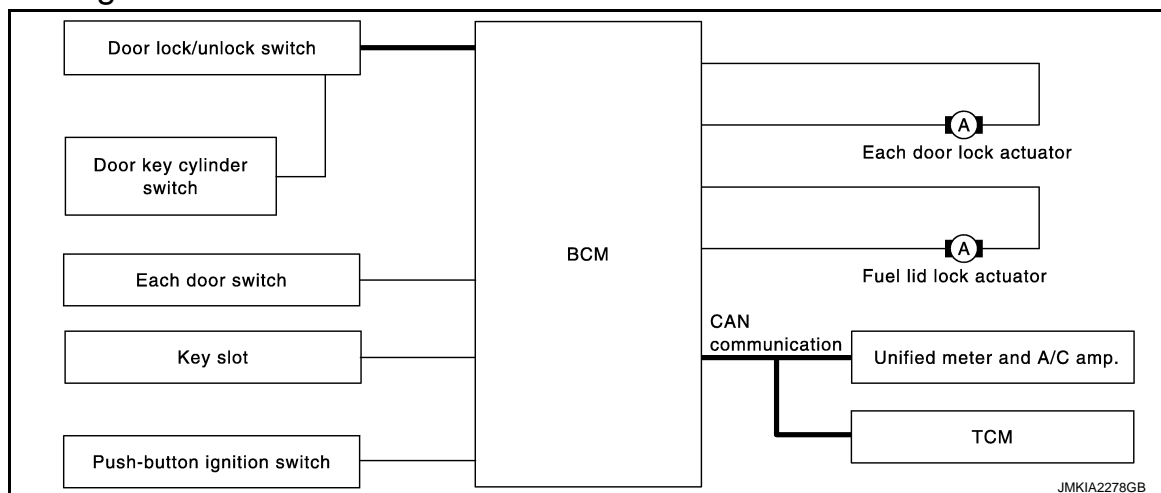 Door lock/unlock switch
Door key cylinder
switch
Each door switch
Key slot
Push-button ignition switch
BCM
A
Each door lock actuator
A
Fuel lid lock actuator
CAN
communication
Unified meter and A/C amp.
TCM
JMKIA2278GB